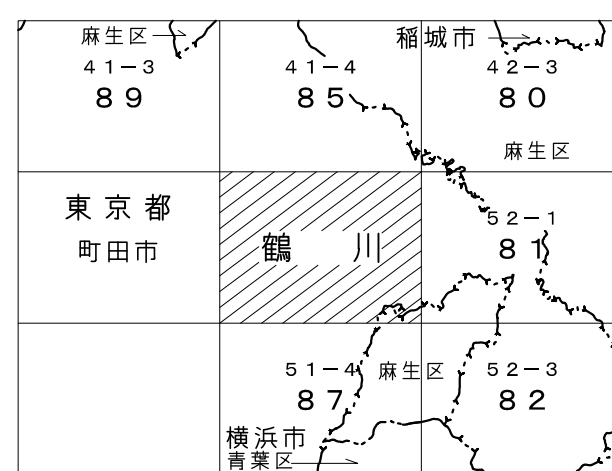 麻生区
41-3
89
41-4
85
稲城市
42-3
80
麻生区
東京都
町田市
鶴川
52-1
81
51-4
87
麻生区
52-3
82
横浜市
青葉区